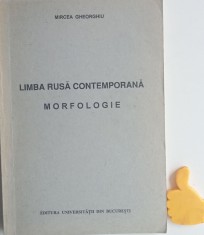 MIRCEA GHEORGHIU
LIMBA RUSĂ CONTEMPORANĂ
MORFOLOGIE
EDITURA UNIVERSITĂȚII DIN BUCUREȘTI